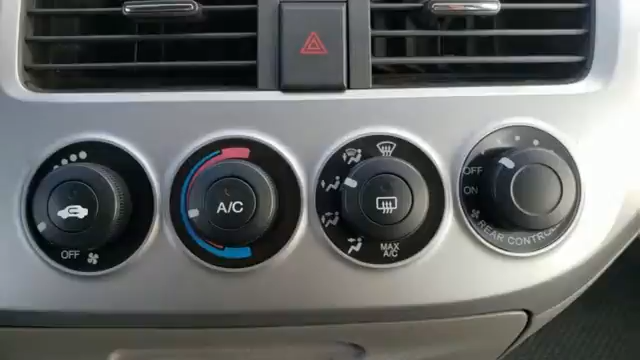 OFF
A/C
MAX
A/C
OFF
ON
REAR CONTROL